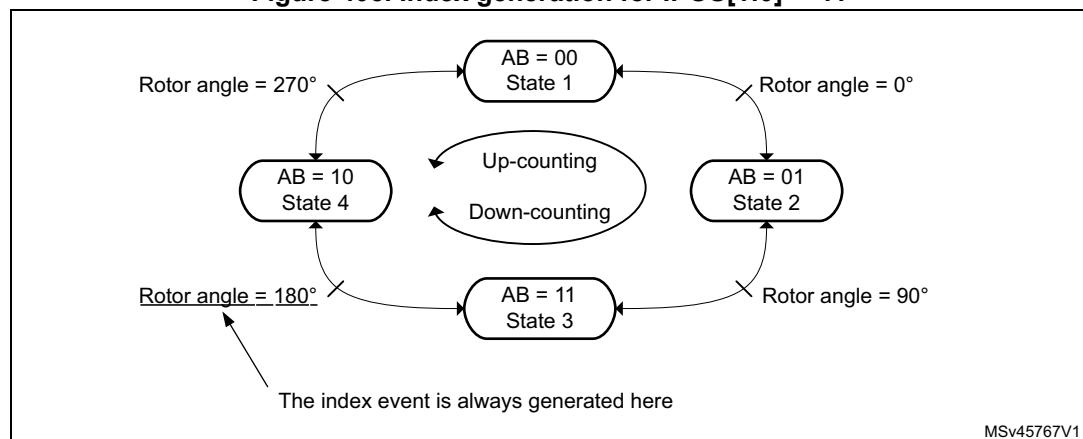 AB = 00
State 1
Rotor angle = 270°
Rotor angle = 0°
Up-counting
AB = 10
State 4
AB = 01
State 2
Down-counting
Rotor angle = 180°
AB = 11
State 3
Rotor angle = 90°
The index event is always generated here
MSv45767V1